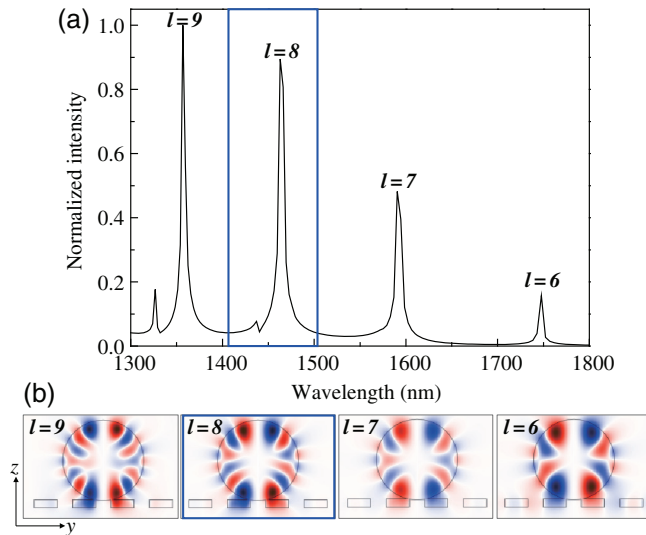 (a)
l=9
l=8
l=7
l=6
1.0
0.8
0.6
0.4
0.2
0.0
Normalized intensity
1300 1400 1500 1600 1700 1800
Wavelength (nm)
(b)
l=9 l=8 l=7 l=6
z
y